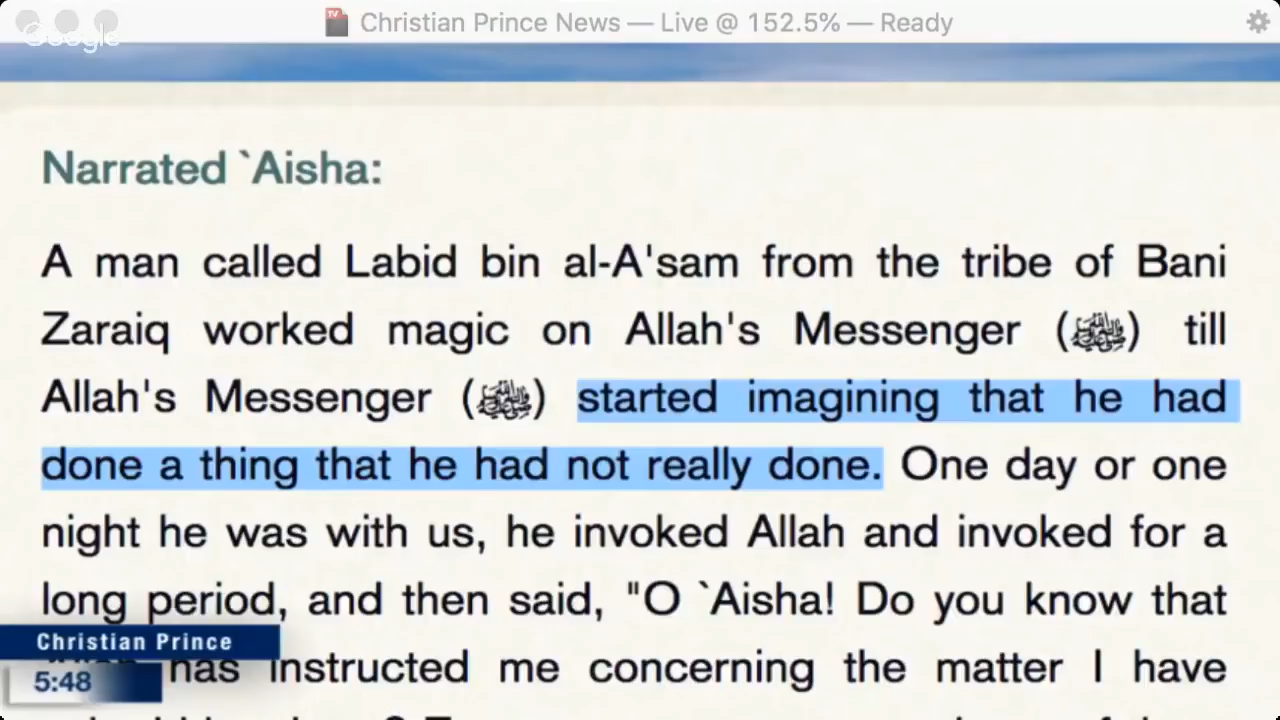 Christian Prince News — Live @ 152.5% — Ready
Google
Narrated `Aisha:
A man called Labid bin al-A'sam from the tribe of Bani
Zaraiq worked magic on Allah's Messenger (ﷺ) till
Allah's Messenger (ﷺ) started imagining that he had
done a thing that he had not really done. One day or one
night he was with us, he invoked Allah and invoked for a
long period, and then said, "O `Aisha! Do you know that
has instructed me concerning the matter I have
Christian Prince
5:48